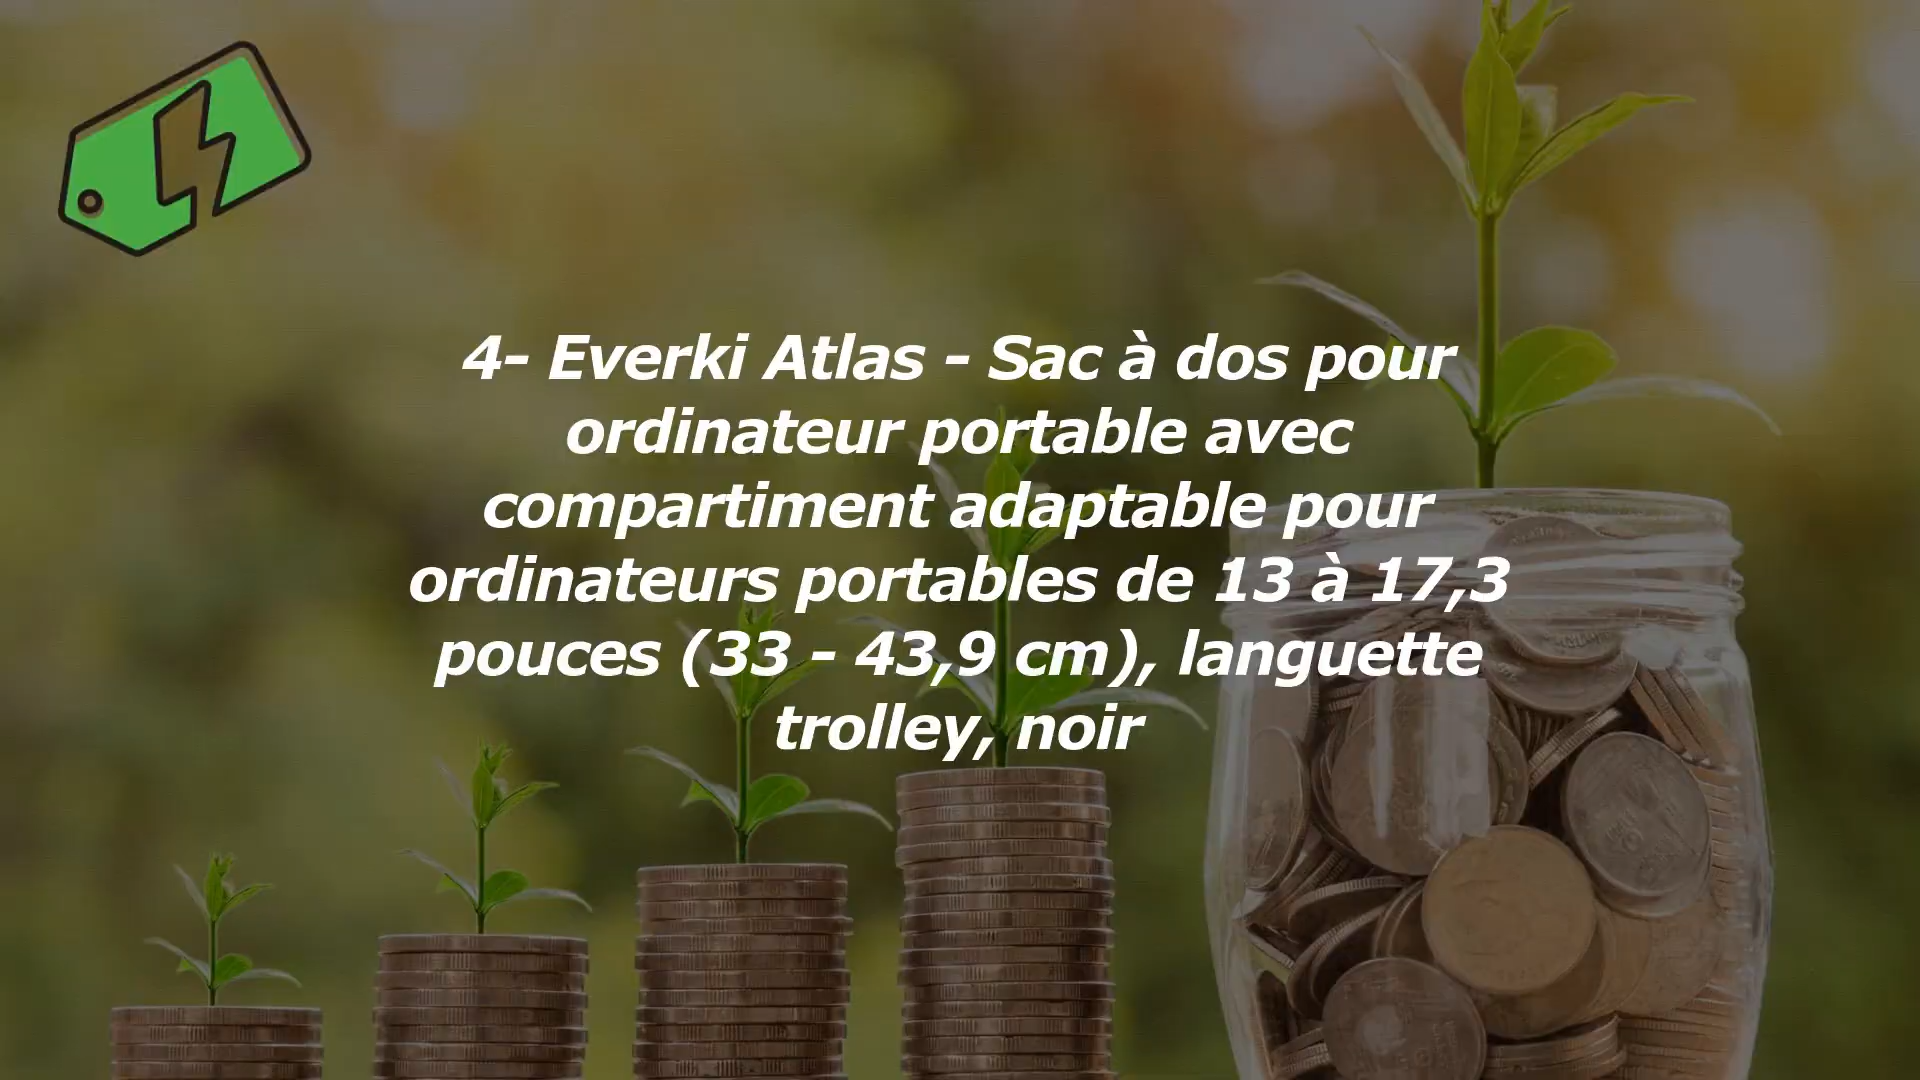 4- Everki Atlas - Sac à dos pour
ordinateur portable avec
compartiment adaptable pour
ordinateurs portables de 13 à 17,3
pouces (33 - 43,9 cm), languette
trolley, noir